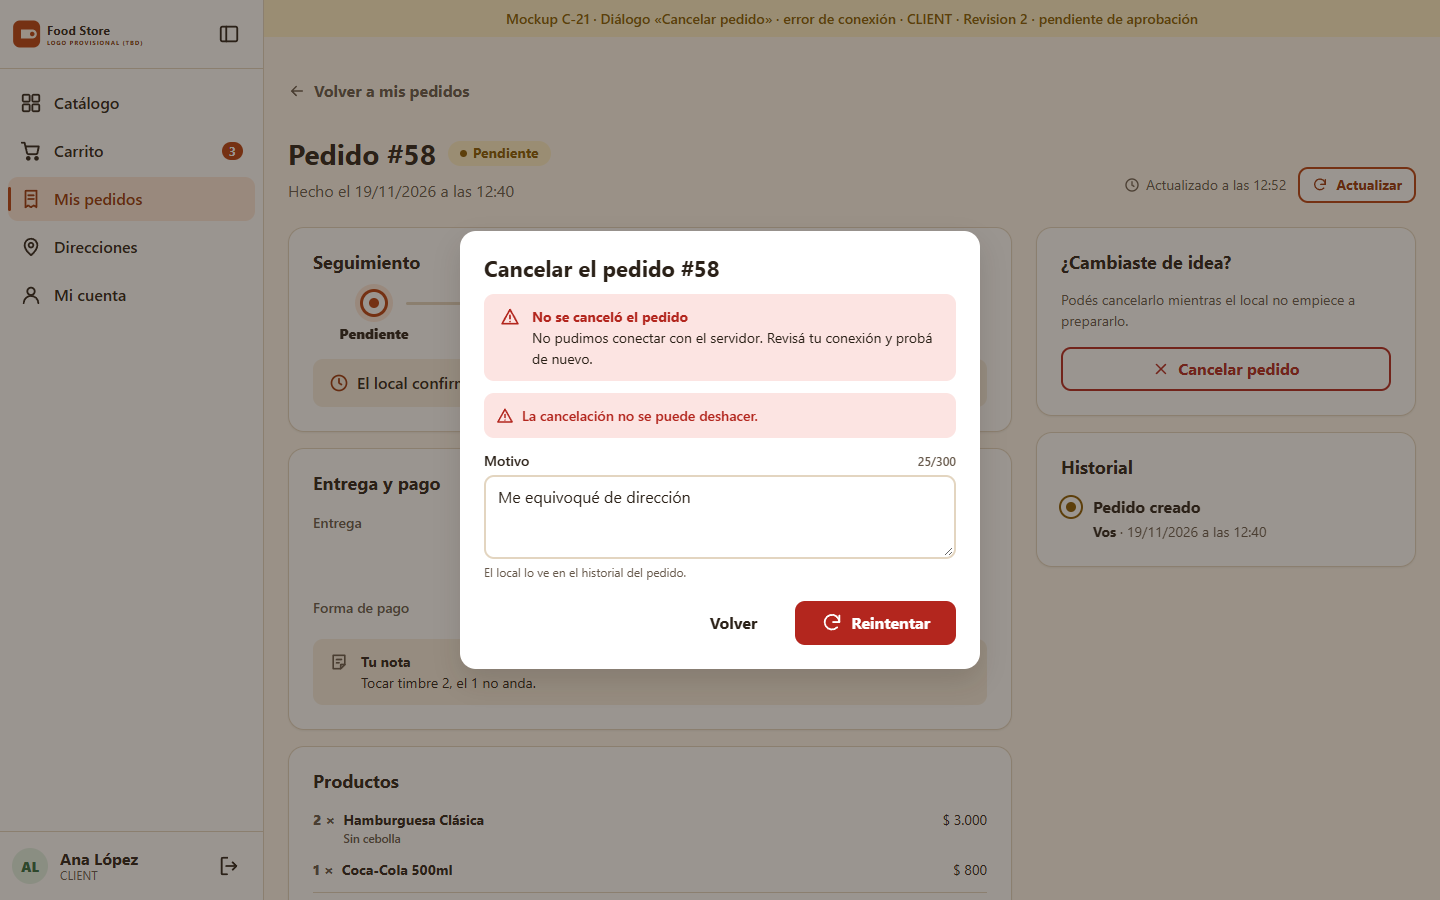 Food Store
LOGO PROVISIONAL (TBD)
Catálogo
Carrito
3
Mis pedidos
Direcciones
Mi cuenta
AL
Ana López
CLIENT
Mockup C-21 · Diálogo «Cancelar pedido» · error de conexión · CLIENT · Revision 2 · pendiente de aprobación
Volver a mis pedidos
Pedido #58
Pendiente
Hecho el 19/11/2026 a las 12:40
Actualizado a las 12:52
Actualizar
Seguimiento
Pendiente
El local
Entrega y pago
Entrega
Forma de pago
Tu nota
Tocar timbre 2, el 1 no anda.
Productos
2 × Hamburguesa Clásica
$ 3.000
Sin cebolla
1 × Coca-Cola 500ml
$ 800
¿Cambiaste de idea?
Podés cancelarlo mientras el local no empiece a
prepararlo.
Cancelar pedido
Historial
Pedido creado
Vos · 19/11/2026 a las 12:40
Cancelar el pedido #58
No se canceló el pedido
No pudimos conectar con el servidor. Revisá tu conexión y probá
de nuevo.
La cancelación no se puede deshacer.
Motivo
25/300
Me equivoqué de dirección
El local lo ve en el historial del pedido.
Volver
Reintentar